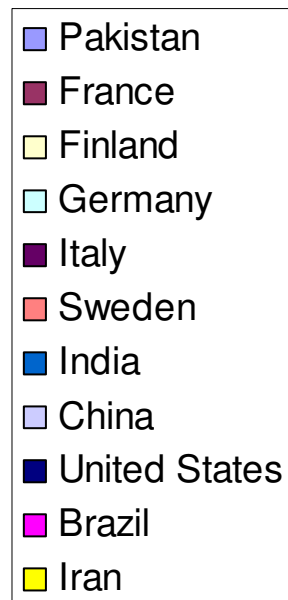 Pakistan
France
Finland
Germany
Italy
Sweden
India
China
United States
Brazil
Iran